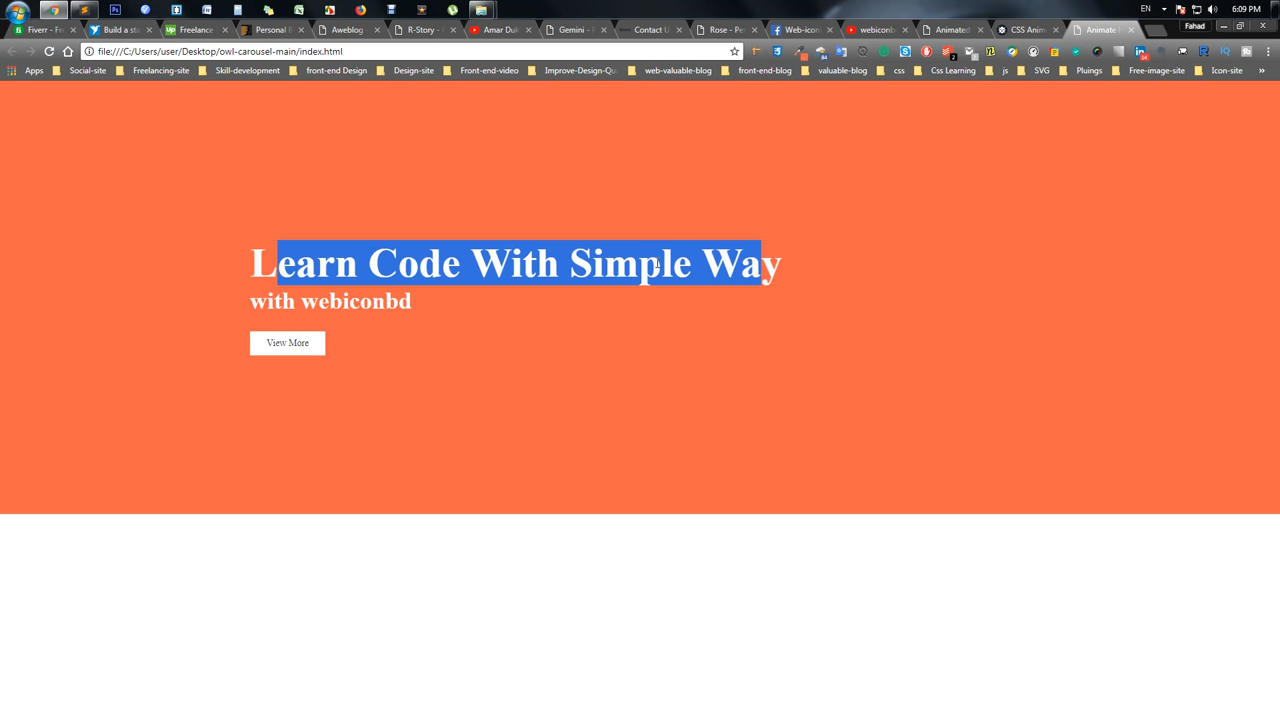 EN 6:09 PM
Fiverr - F Build a sta Freelance Personal B Aweblog R-Story - Amar Duk Gemini - P Contact U Rose - Pe Web-icon webiconb Animated CSS Anim Animate Fahad
file:///C:/Users/user/Desktop/owl-carousel-main/index.html
Apps Social-site Freelancing-site Skill-development front-end Design Design-site Front-end-video Improve-Design-Qu web-valuable-blog front-end-blog valuable-blog css Css Learning js SVG Pluings Free-image-site Icon-site »
Learn Code With Simple Way
with webiconbd
View More